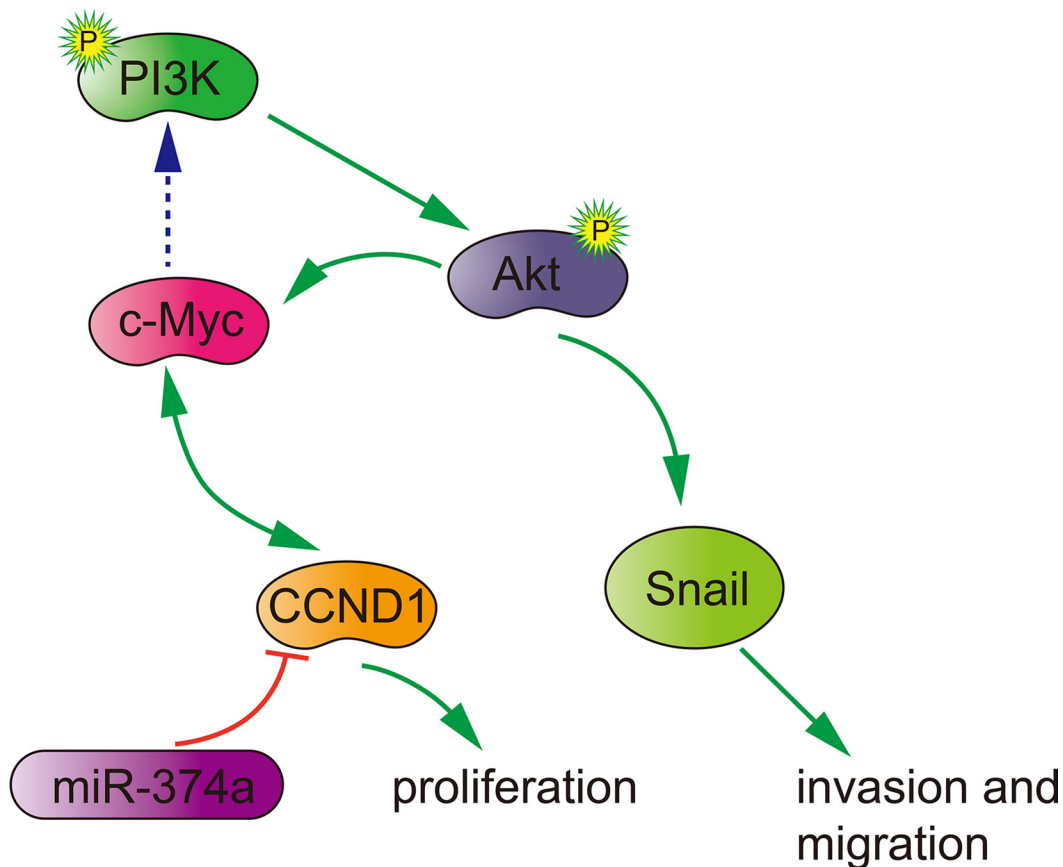 P
PI3K
P
Akt
c-Myc
CCND1
Snail
miR-374a
proliferation
invasion and
migration